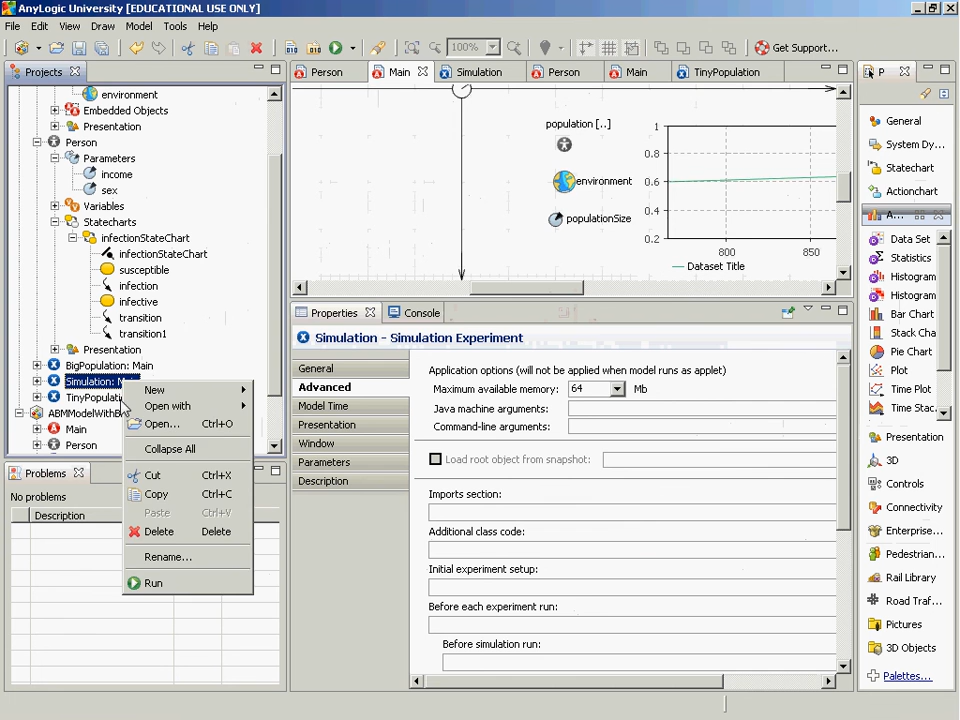 AnyLogic University [EDUCATIONAL USE ONLY]
File Edit View Draw Model Tools Help
100% Get Support...
Projects
environment
Embedded Objects
Presentation
Person
Parameters
income
sex
Variables
Statecharts
infectionStateChart
infectionStateChart
susceptible
infection
infective
transition
transition1
Presentation
BigPopulation: Main
Simulation:
Main
Person
New
Open with
Open... Ctrl+O
Collapse All
Cut Ctrl+X
Copy Ctrl+C
Paste Ctrl+V
Delete Delete
Rename...
Run
Problems
No problems
Description
Person Main Simulation Person Main TinyPopulation
population [..]
environment
populationSize
1
0.8
0.6
0.4
0.2
800 850
Dataset Title
Properties Console
Simulation - Simulation Experiment
General
Advanced
Model Time
Presentation
Window
Parameters
Description
Application options (will not be applied when model runs as applet)
Maximum available memory: 64 Mb
Java machine arguments:
Command-line arguments:
Load root object from snapshot:
Imports section:
Additional class code:
Initial experiment setup:
Before each experiment run:
Before simulation run:
P
General
System Dy...
Statechart
Actionchart
A...
Data Set
Statistics
Histogram
Histogram
Bar Chart
Stack Cha
Pie Chart
Plot
Time Plot
Time Stac
Presentation
3D
Controls
Connectivity
Enterprise...
Pedestrian...
Rail Library
Road Traf...
Pictures
3D Objects
Palettes...